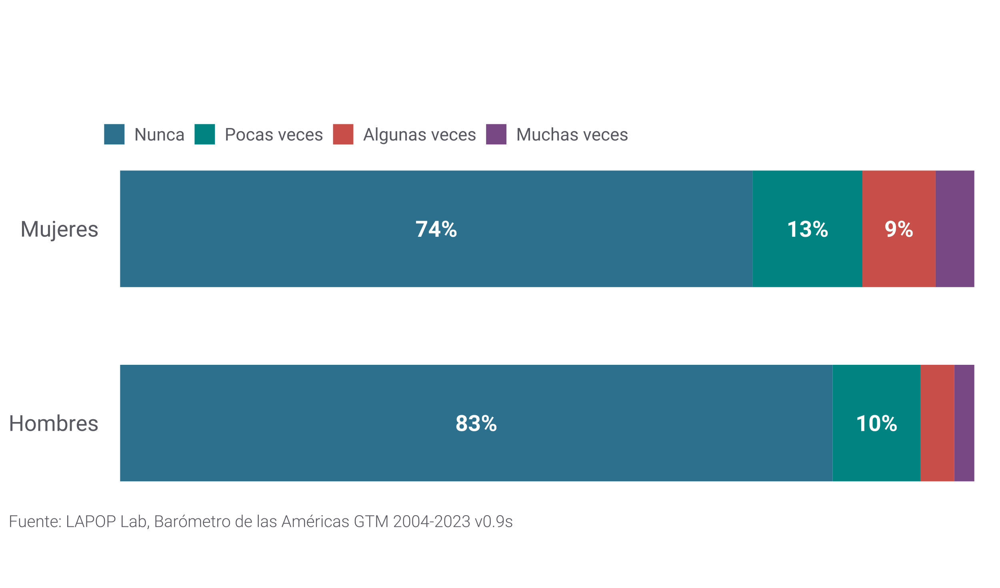 Nunca Pocas veces Algunas veces Muchas veces
Mujeres 74% 13% 9%
Hombres 83% 10%
Fuente: LAPOP Lab, Barómetro de las Américas GTM 2004-2023 v0.9s